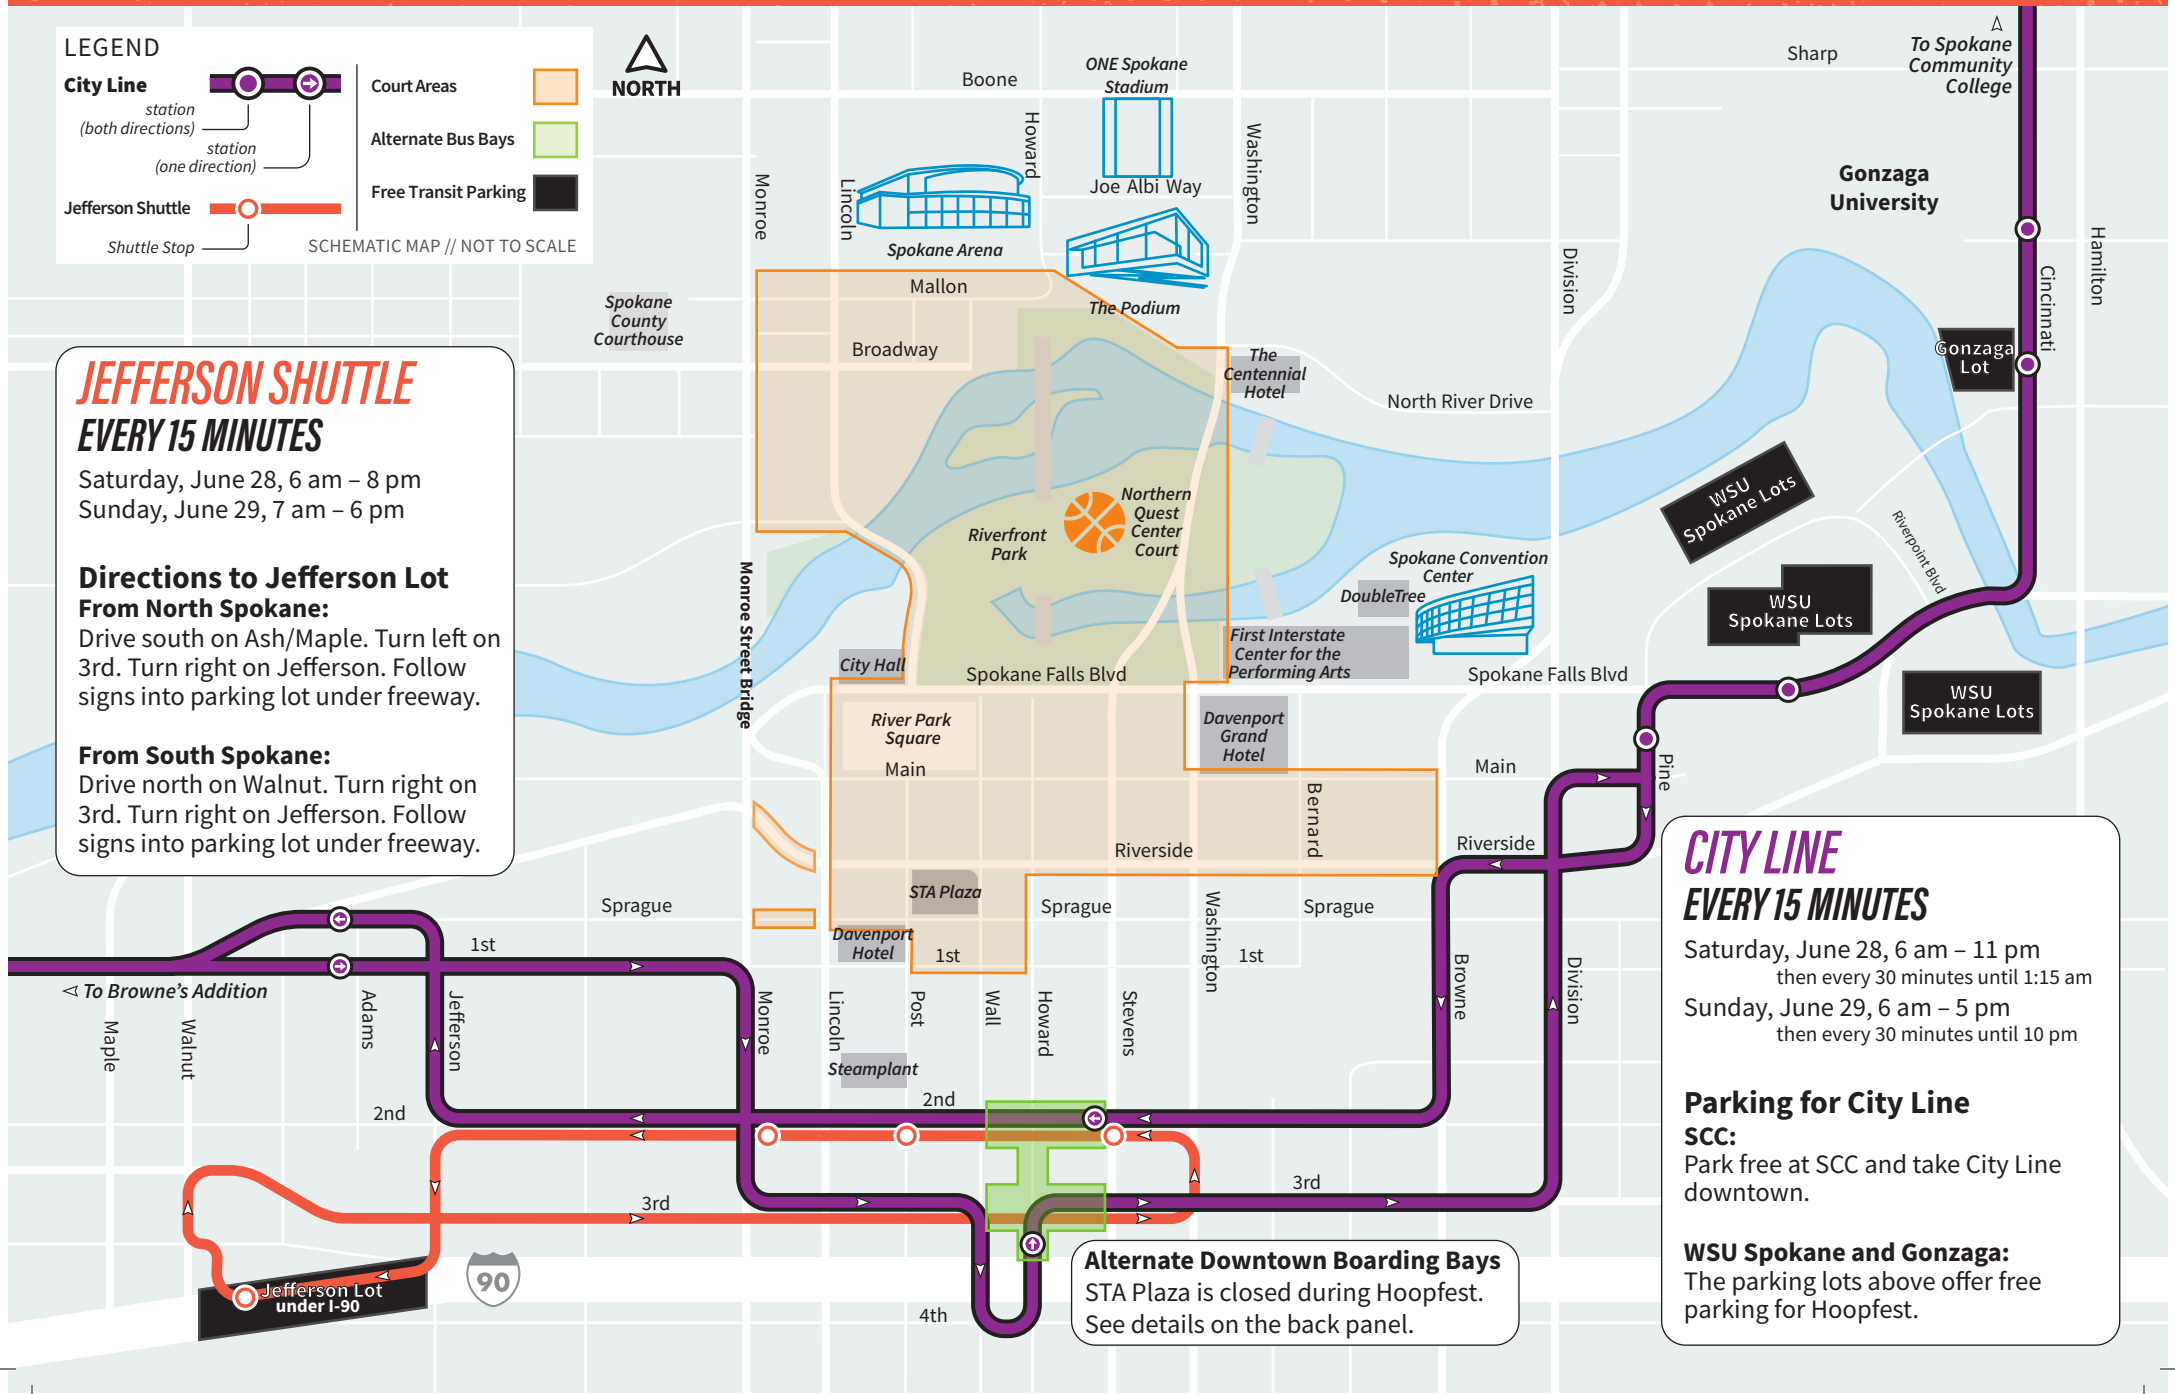 LEGEND
City Line
station
(both directions)
station
(one direction)
Jefferson Shuttle
Shuttle Stop
Court Areas
Alternate Bus Bays
Free Transit Parking
SCHEMATIC MAP // NOT TO SCALE
NORTH
Boone
ONE Spokane
Stadium
Howard
Washington
Joe Albi Way
Monroe
Lincoln
Spokane Arena
The Podium
Sharp
To Spokane
Community
College
Gonzaga
University
Hamilton
Cincinnati
Division
Gonzaga
Lot
Spokane
County
Courthouse
Mallon
Broadway
The
Centennial
Hotel
North River Drive
JEFFERSON SHUTTLE
EVERY 15 MINUTES
Saturday, June 28, 6 am – 8 pm
Sunday, June 29, 7 am – 6 pm
Directions to Jefferson Lot
From North Spokane:
Drive south on Ash/Maple. Turn left on
3rd. Turn right on Jefferson. Follow
signs into parking lot under freeway.
From South Spokane:
Drive north on Walnut. Turn right on
3rd. Turn right on Jefferson. Follow
signs into parking lot under freeway.
Northern
Quest
Center
Court
Riverfront
Park
Monroe Street Bridge
Spokane Convention
Center
DoubleTree
First Interstate
Center for the
Performing Arts
City Hall
Spokane Falls Blvd
Spokane Falls Blvd
WSU
Spokane Lots
Riverpoint Blvd
WSU
Spokane Lots
WSU
Spokane Lots
River Park
Square
Davenport
Grand
Hotel
Main
Main
Pine
Bernard
Riverside
Riverside
STA Plaza
Sprague
Sprague
Sprague
Washington
Davenport
Hotel
1st
1st
1st
To Browne's Addition
Maple
Walnut
Adams
Jefferson
Monroe
Lincoln
Post
Wall
Howard
Stevens
Browne
Division
Steamplant
2nd
2nd
3rd
3rd
4th
90
Jefferson Lot
under I-90
Alternate Downtown Boarding Bays
STA Plaza is closed during Hoopfest.
See details on the back panel.
CITY LINE
EVERY 15 MINUTES
Saturday, June 28, 6 am – 11 pm
then every 30 minutes until 1:15 am
Sunday, June 29, 6 am – 5 pm
then every 30 minutes until 10 pm
Parking for City Line
SCC:
Park free at SCC and take City Line
downtown.
WSU Spokane and Gonzaga:
The parking lots above offer free
parking for Hoopfest.